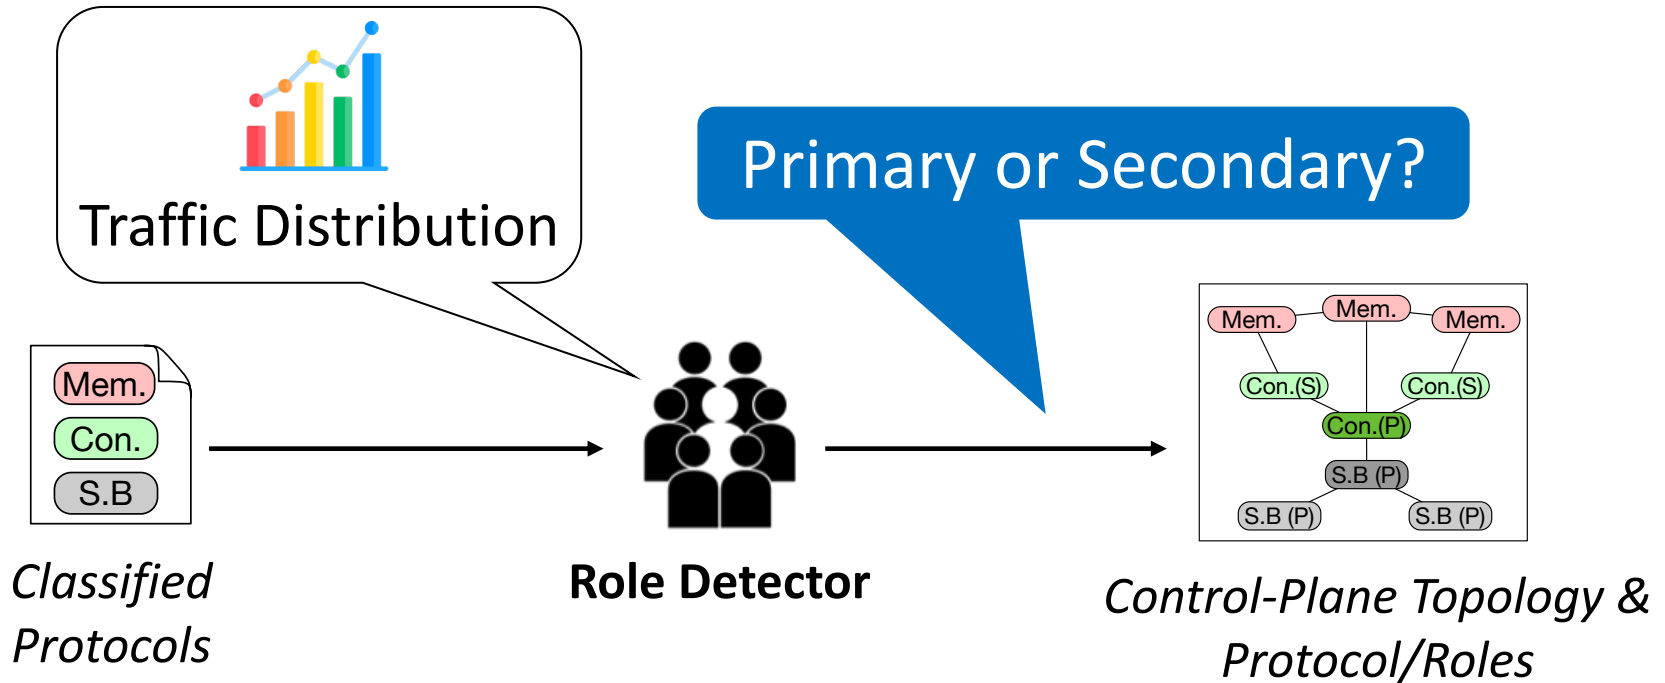 Traffic Distribution
Primary or Secondary?
Mem.
Con.
S.B
Classified
Protocols
Role Detector
Mem.
Mem.
Mem.
Con.(S)
Con.(S)
Con.(P)
S.B (P)
S.B (P)
S.B (P)
Control-Plane Topology &
Protocol/Roles